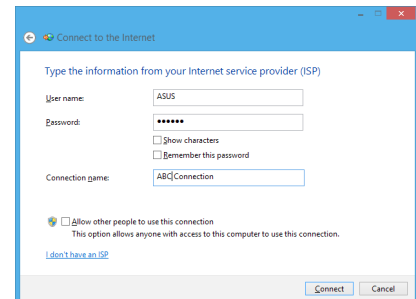 Connect to the Internet
Type the information from your Internet service provider (ISP)
User name: ASUS
Password: ••••••
Show characters
Remember this password
Connection name: ABC Connection
Allow other people to use this connection
This option allows anyone with access to this computer to use this connection.
I don't have an ISP
Connect Cancel